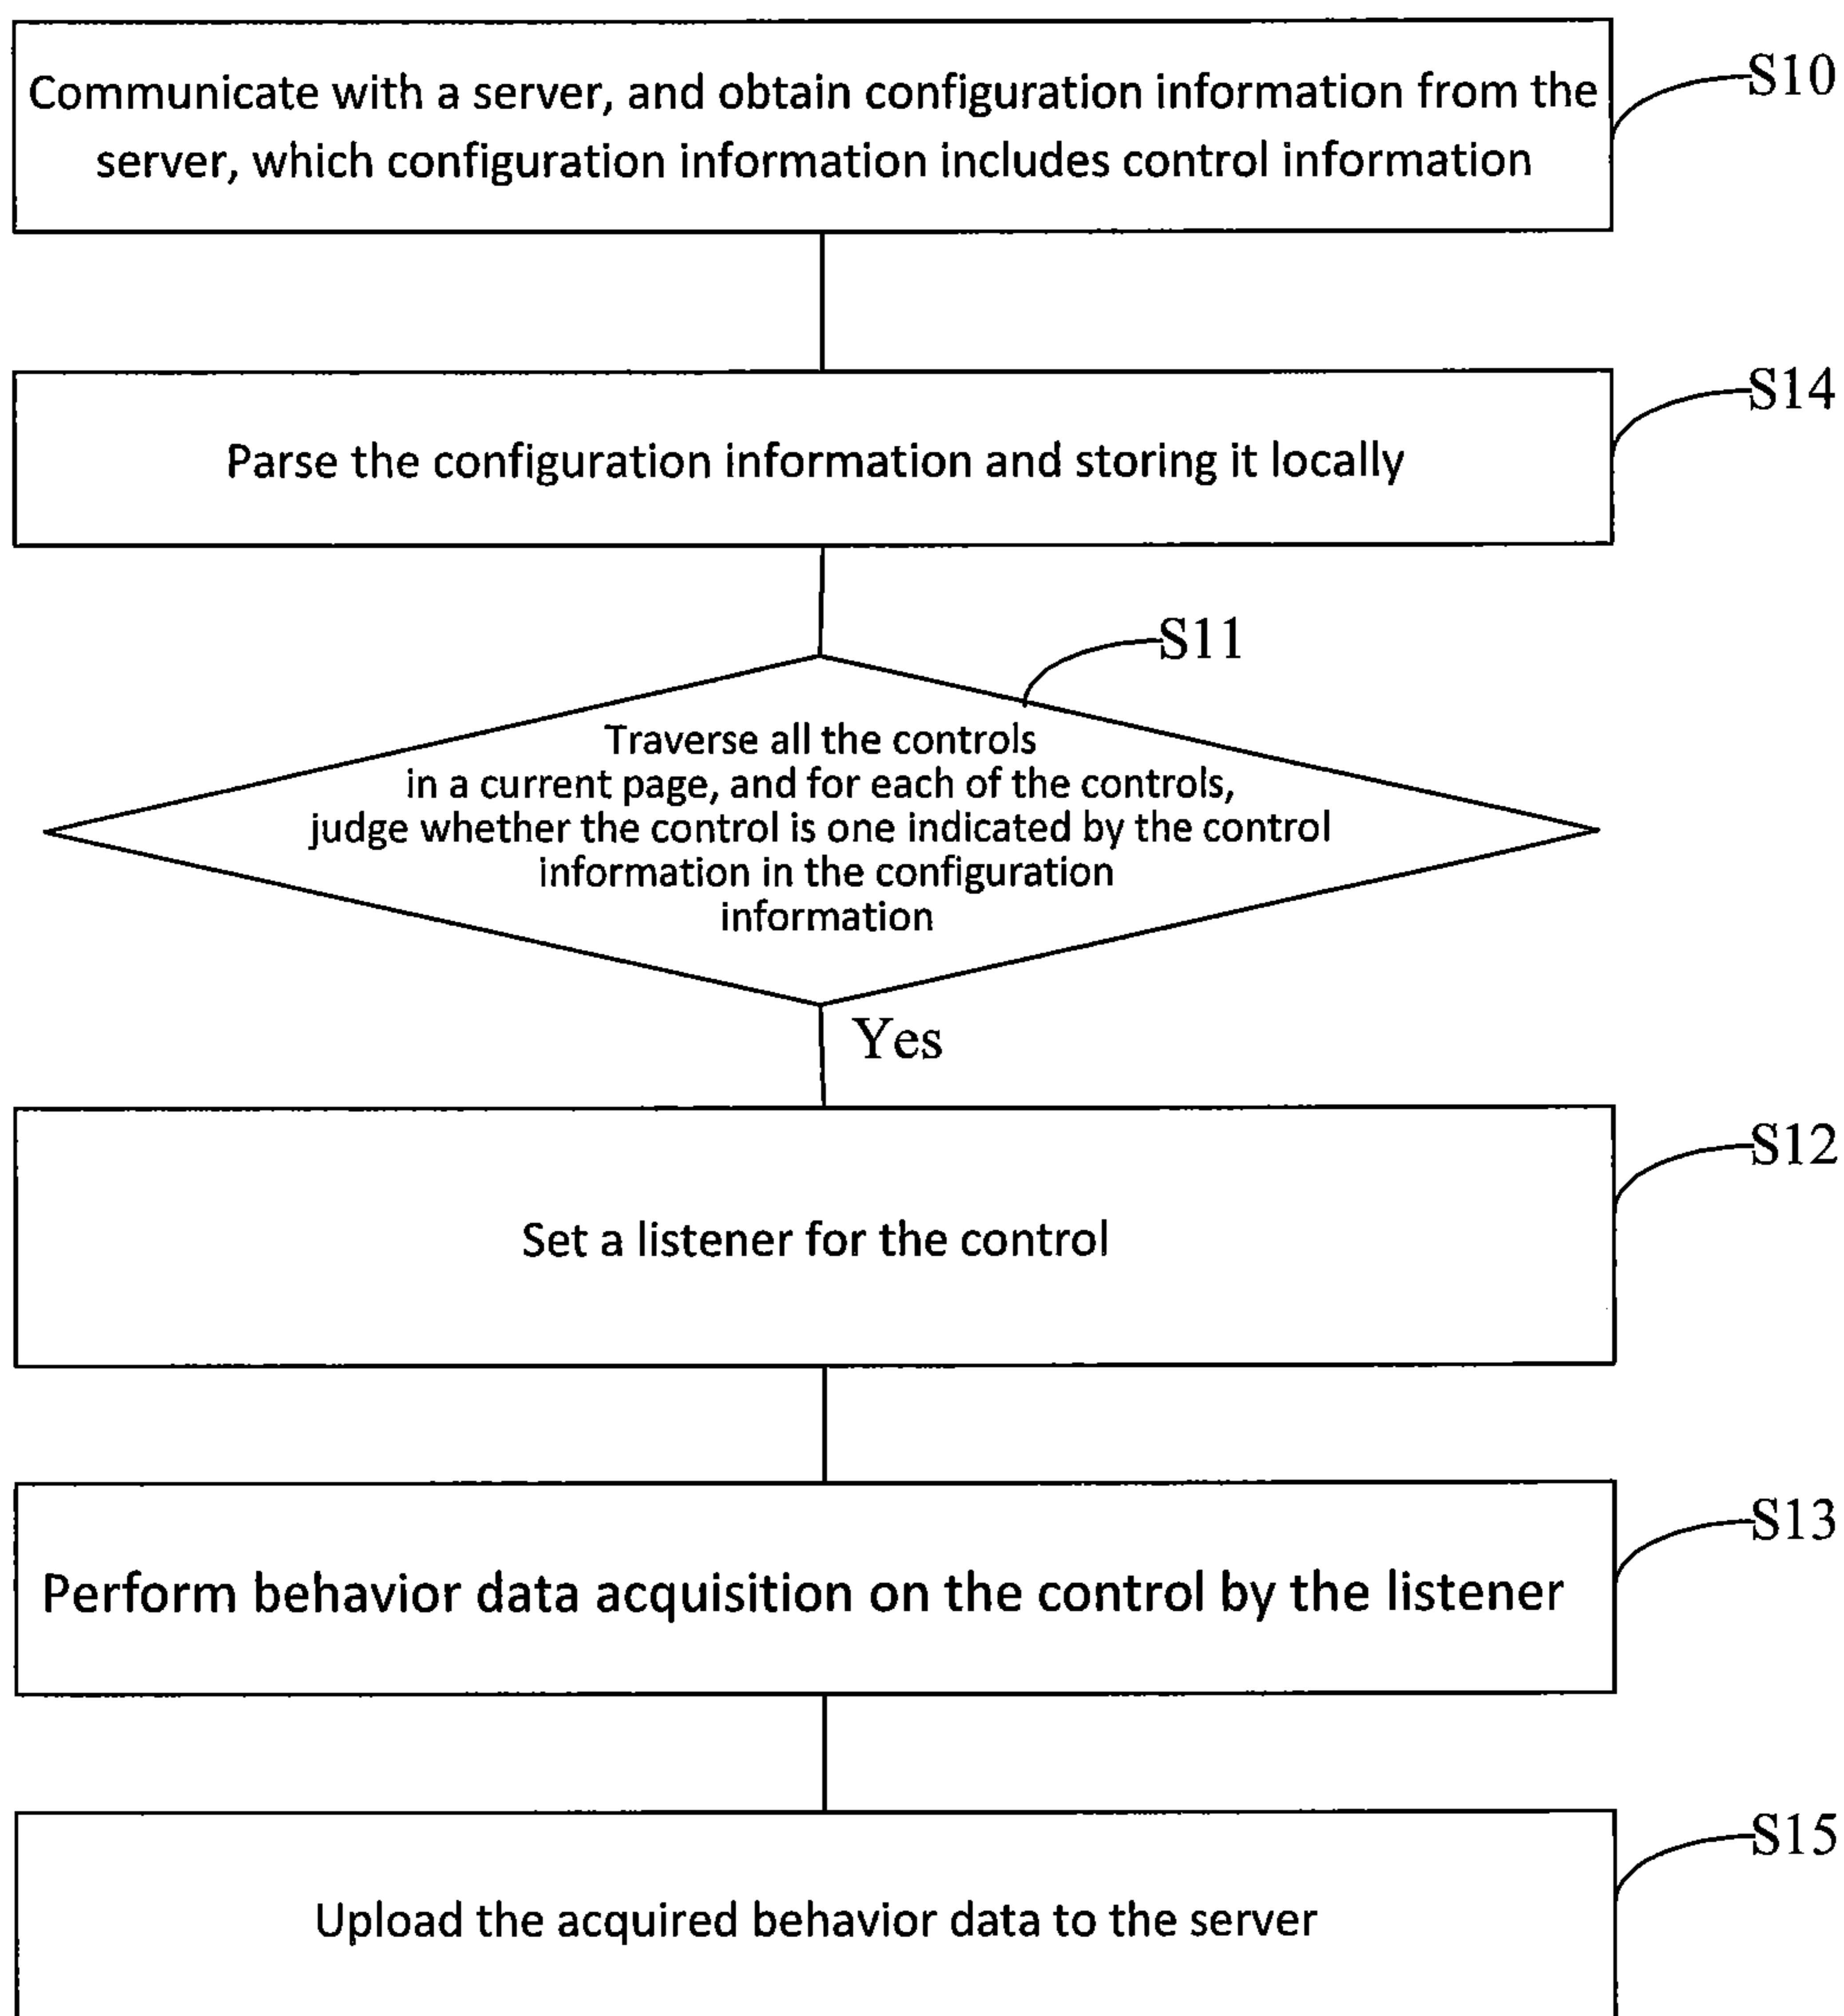 Communicate with a server, and obtain configuration information from the
S10
server, which configuration information includes control information
S14
Parse the configuration information and storing it locally
S11
Traverse all the controls
in a current page, and for each of the controls,
judge whether the control is one indicated by the control
information in the configuration
information
Yes
S12
Set a listener for the control
S13
Perform behavior data acquisition on the control by the listener
S15
Upload the acquired behavior data to the server